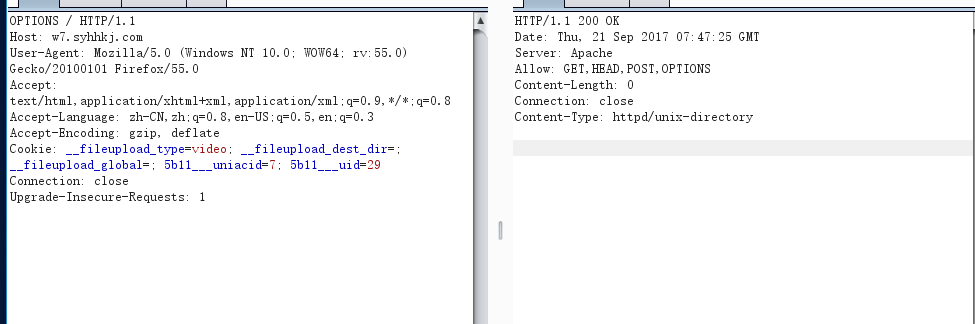 OPTIONS / HTTP/1.1
Host: w7.syhhkj.com
User-Agent: Mozilla/5.0 (Windows NT 10.0; WOW64; rv:55.0)
Gecko/20100101 Firefox/55.0
Accept:
text/html,application/xhtml+xml,application/xml;q=0.9,*/*;q=0.8
Accept-Language: zh-CN,zh;q=0.8,en-US;q=0.5,en;q=0.3
Accept-Encoding: gzip, deflate
Cookie: __fileupload_type=video; __fileupload_dest_dir=;
__fileupload_global=; 5b11___uniacid=7; 5b11___uid=29
Connection: close
Upgrade-Insecure-Requests: 1
HTTP/1.1 200 OK
Date: Thu, 21 Sep 2017 07:47:25 GMT
Server: Apache
Allow: GET,HEAD,POST,OPTIONS
Content-Length: 0
Connection: close
Content-Type: httpd/unix-directory